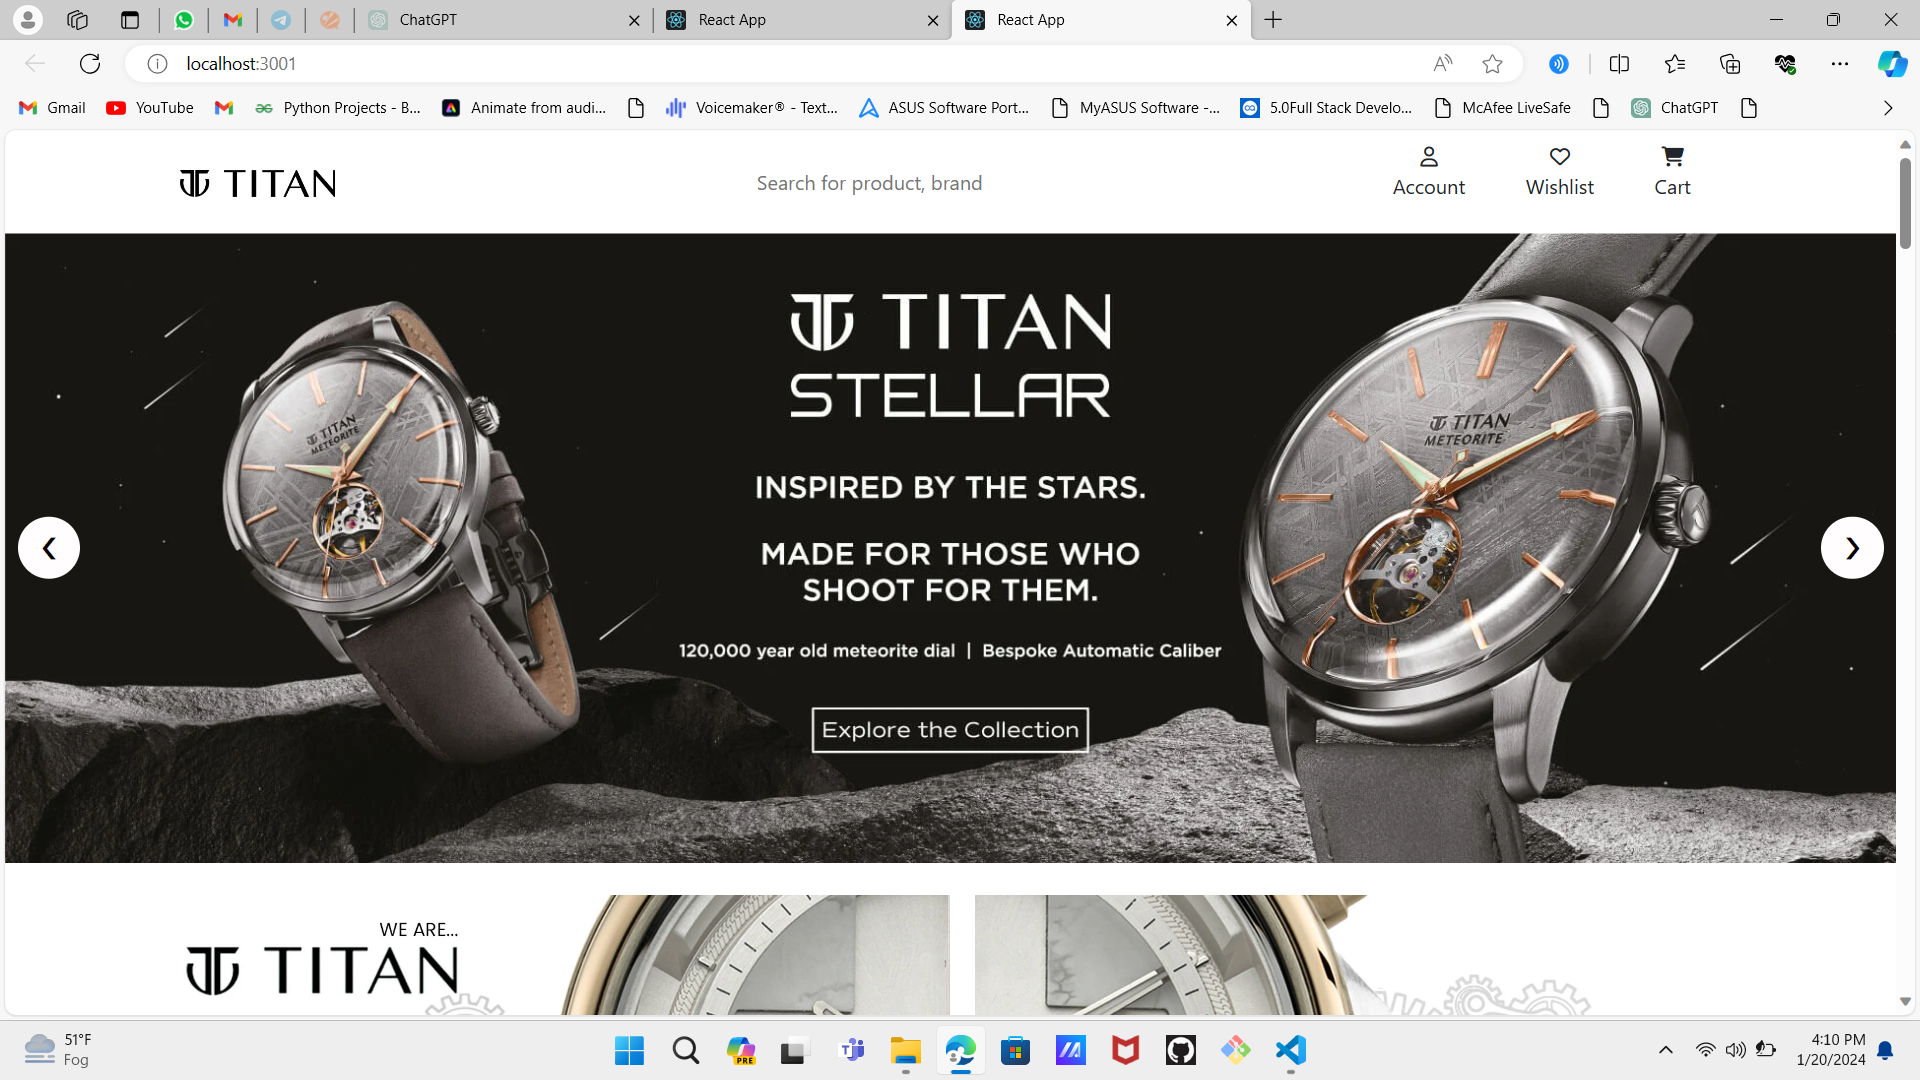 ChatGPT
React App
React App
localhost:3001
Gmail
YouTube
Python Projects - B...
Animate from audi...
Voicemaker® - Text...
ASUS Software Port...
MyASUS Software -...
5.0Full Stack Develo...
McAfee LiveSafe
ChatGPT
TITAN
Search for product, brand
Account
Wishlist
Cart
TITAN
STELLAR
INSPIRED BY THE STARS.
MADE FOR THOSE WHO
SHOOT FOR THEM.
120,000 year old meteorite dial | Bespoke Automatic Caliber
Explore the Collection
TITAN
METEORITE
TITAN
METEORITE
WE ARE...
TITAN
51°F
Fog
PRE
4:10 PM
1/20/2024